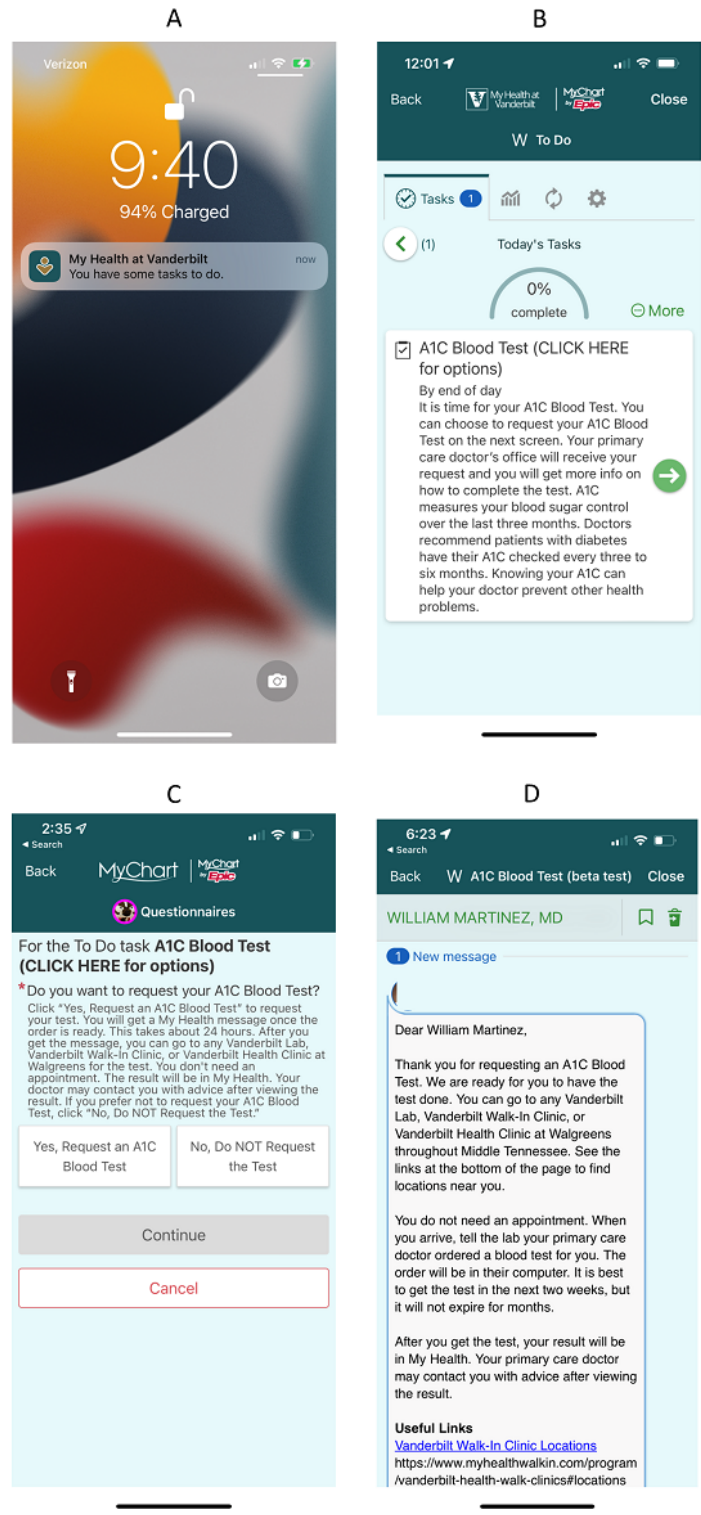 A
Verizon
9:40
94% Charged
My Health at Vanderbilt
now
You have some tasks to do.
B
12:01
Back
V
My Health at
Vanderbilt
MyChart
by Epic
Close
W To Do
Tasks 1
(1)
Today's Tasks
0%
complete
More
A1C Blood Test (CLICK HERE
for options)
By end of day
It is time for your A1C Blood Test. You
can choose to request your A1C Blood
Test on the next screen. Your primary
care doctor's office will receive your
request and you will get more info on
how to complete the test. A1C
measures your blood sugar control
over the last three months. Doctors
recommend patients with diabetes
have their A1C checked every three to
six months. Knowing your A1C can
help your doctor prevent other health
problems.
C
2:35
Search
Back
MyChart
MyChart
by Epic
Questionnaires
For the To Do task A1C Blood Test
(CLICK HERE for options)
*Do you want to request your A1C Blood Test?
Click “Yes, Request an A1C Blood Test” to request
your test. You will get a My Health message once the
order is ready. This takes about 24 hours. After you
get the message, you can go to any Vanderbilt Lab,
Vanderbilt Walk-In Clinic, or Vanderbilt Health Clinic at
Walgreens for the test. You don't need an
appointment. The result will be in My Health. Your
doctor may contact you with advice after viewing the
result. If you prefer not to request your A1C Blood
Test, click “No, Do NOT Request the Test.”
Yes, Request an A1C
Blood Test
No, Do NOT Request
the Test
Continue
Cancel
D
6:23
Search
Back
W A1C Blood Test (beta test)
Close
WILLIAM MARTINEZ, MD
1 New message
Dear William Martinez,
Thank you for requesting an A1C Blood
Test. We are ready for you to have the
test done. You can go to any Vanderbilt
Lab, Vanderbilt Walk-In Clinic, or
Vanderbilt Health Clinic at Walgreens
throughout Middle Tennessee. See the
links at the bottom of the page to find
locations near you.
You do not need an appointment. When
you arrive, tell the lab your primary care
doctor ordered a blood test for you. The
order will be in their computer. It is best
to get the test in the next two weeks, but
it will not expire for months.
After you get the test, your result will be
in My Health. Your primary care doctor
may contact you with advice after viewing
the result.
Useful Links
Vanderbilt Walk-In Clinic Locations
https://www.myhealthwalkin.com/program
/vanderbilt-health-walk-clinics#locations